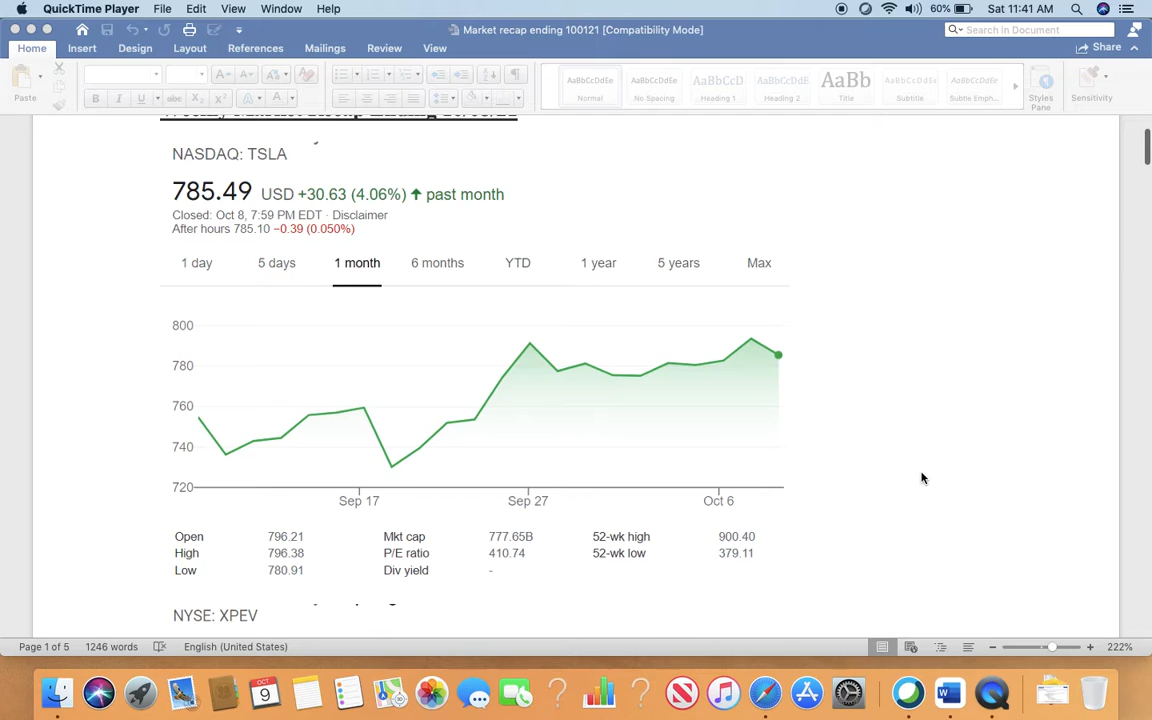 QuickTime Player File Edit View Window Help 60% Sat 11:41 AM
Market recap ending 100121 [Compatibility Mode]
Search in Document
Home Insert Design Layout References Mailings Review View
Share
Paste
AaBbCcDdEe AaBbCcDdEe AaBbCcDc AaBbCcDdEe AaBb AaBbCcDdEe AaBbCcDdEe
Normal No Spacing Heading 1 Heading 2 Title Subtitle Subtle Emph...
Styles Pane
Sensitivity
NASDAQ: TSLA
785.49 USD +30.63 (4.06%) past month
Closed: Oct 8, 7:59 PM EDT · Disclaimer
After hours 785.10 −0.39 (0.050%)
1 day 5 days 1 month 6 months YTD 1 year 5 years Max
800
780
760
740
720
Sep 17 Sep 27 Oct 6
Open 796.21 Mkt cap 777.65B 52-wk high 900.40
High 796.38 P/E ratio 410.74 52-wk low 379.11
Low 780.91 Div yield -
NYSE: XPEV
Page 1 of 5 1246 words English (United States) 222%
OCT
9